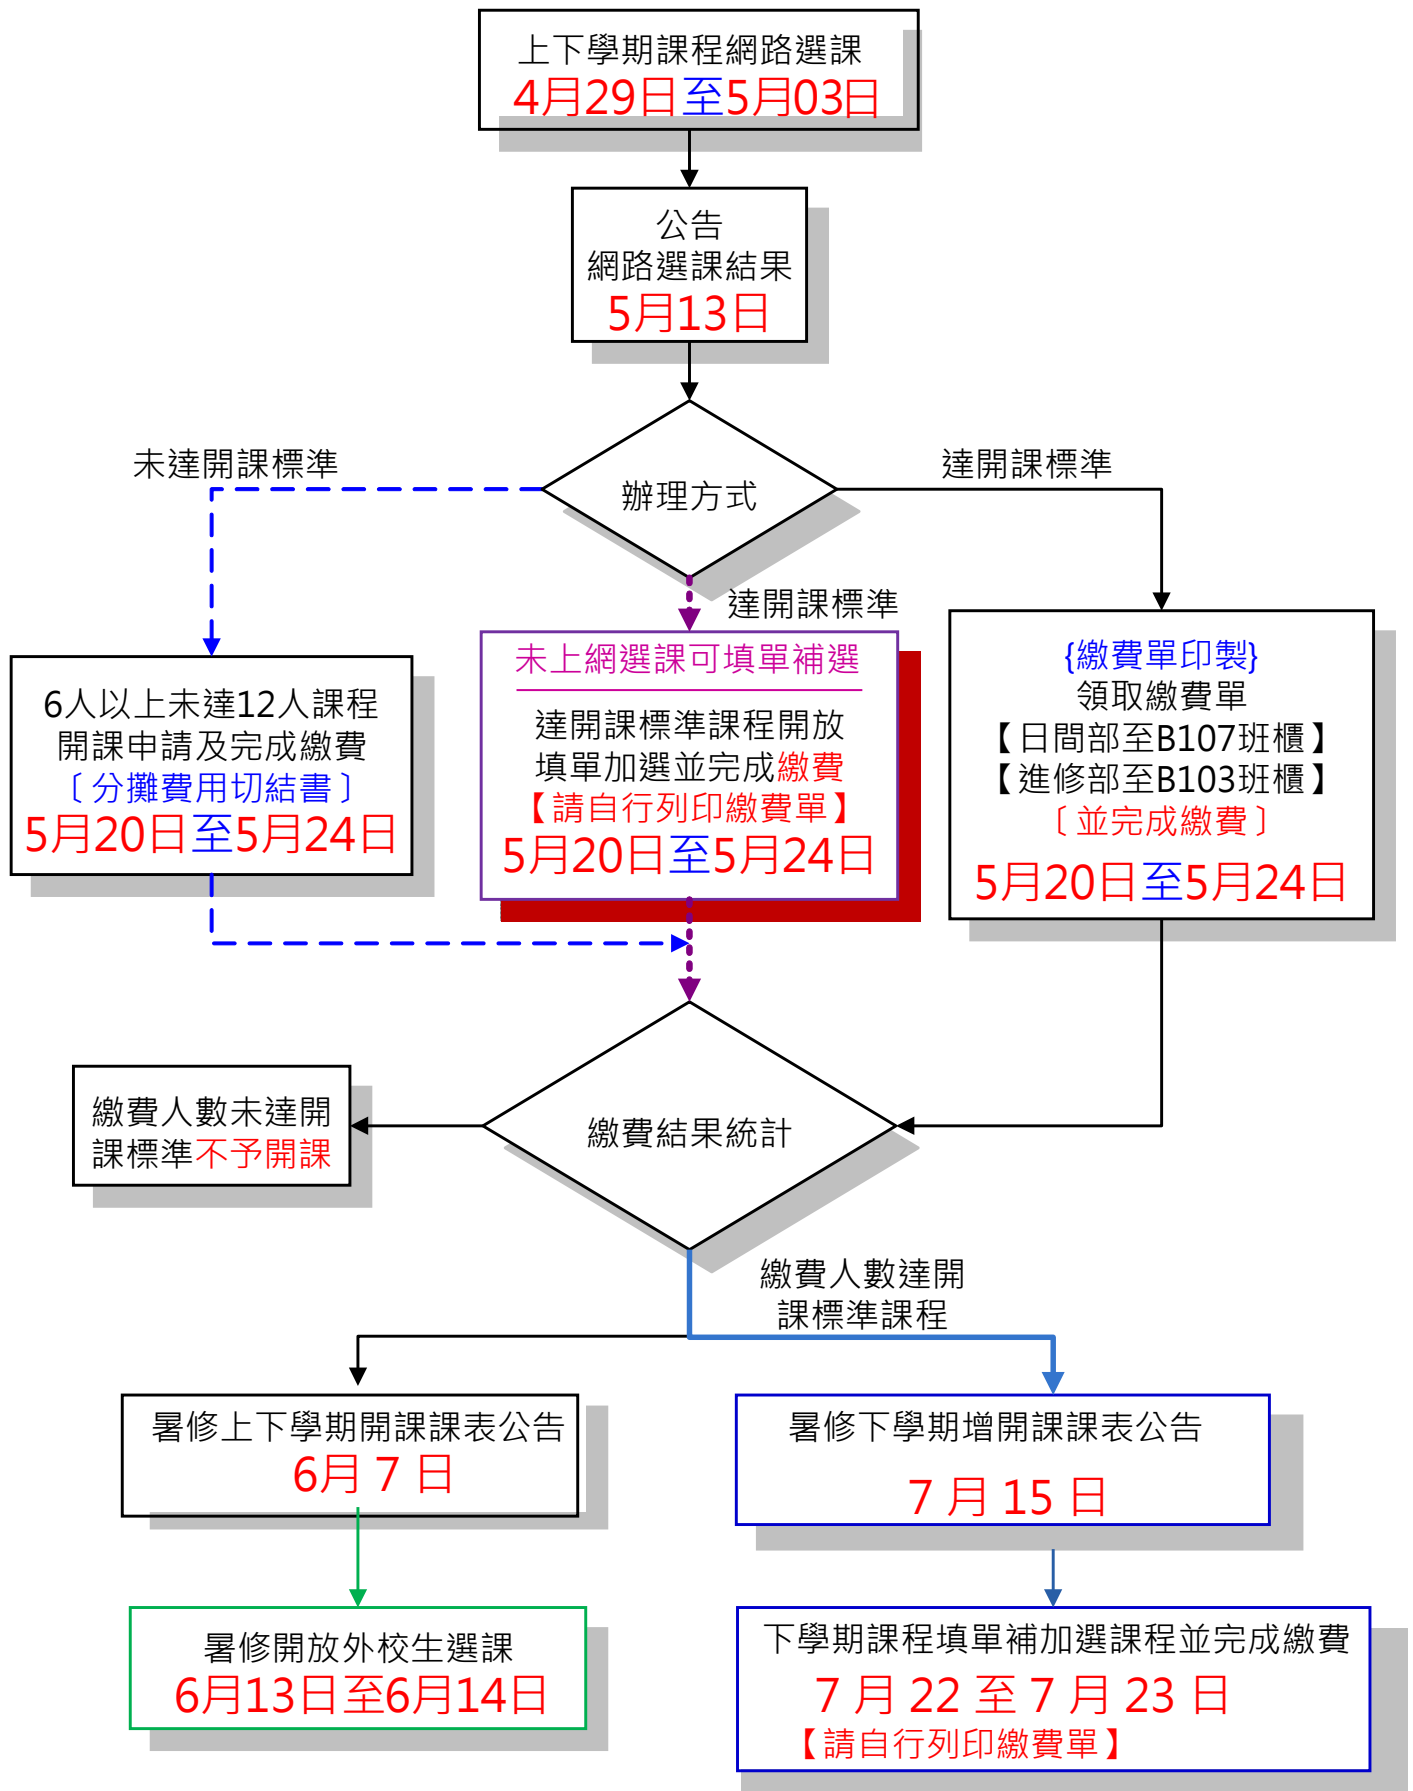 上下學期課程網路選課
4月29日至5月03日
公告
網路選課結果
5月13日
未達開課標準
達開課標準
辦理方式
達開課標準
6人以上未達12人課程
開課申請及完成繳費
〔分攤費用切結書〕
5月20日至5月24日
未上網選課可填單補選
達開課標準課程開放
填單加選並完成繳費
【請自行列印繳費單】
5月20日至5月24日
{繳費單印製}
領取繳費單
【日間部至B107班櫃】
【進修部至B103班櫃】
〔並完成繳費〕
5月20日至5月24日
繳費人數未達開
課標準不予開課
繳費結果統計
繳費人數達開
課標準課程
暑修上下學期開課課表公告
6月 7 日
暑修下學期增開課課表公告
7 月 15 日
暑修開放外校生選課
6月13日至6月14日
下學期課程填單補加選課程並完成繳費
7 月 22 至 7 月 23 日
【請自行列印繳費單】